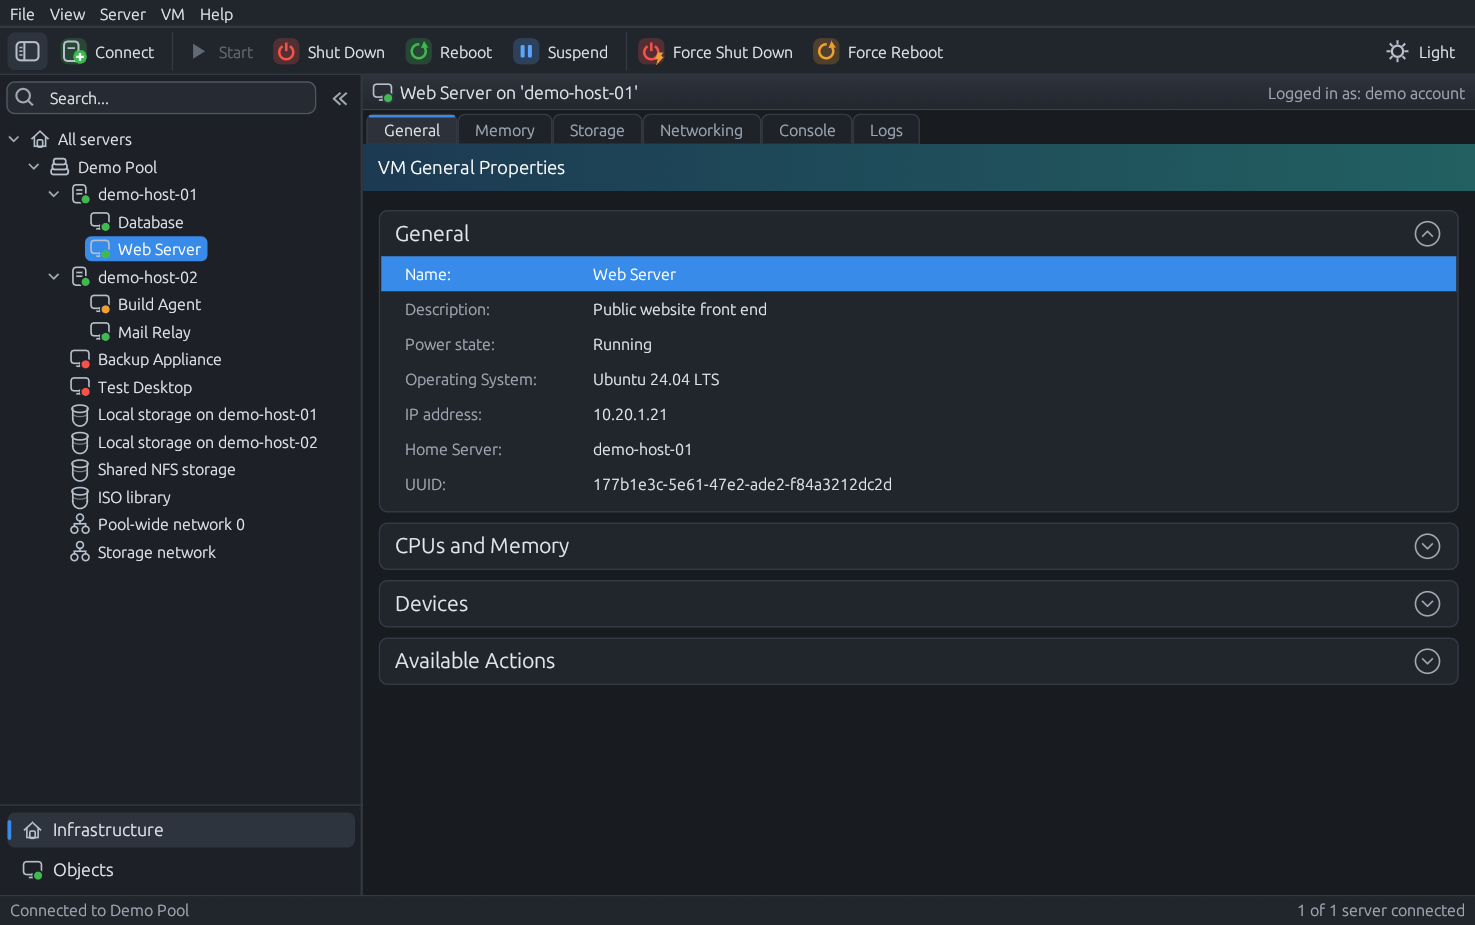 File View Server VM Help
Connect Start Shut Down Reboot Suspend Force Shut Down Force Reboot Light
Search...
Web Server on 'demo-host-01'
Logged in as: demo account
All servers
Demo Pool
demo-host-01
Database
Web Server
demo-host-02
Build Agent
Mail Relay
Backup Appliance
Test Desktop
Local storage on demo-host-01
Local storage on demo-host-02
Shared NFS storage
ISO library
Pool-wide network 0
Storage network
Infrastructure
Objects
General Memory Storage Networking Console Logs
VM General Properties
General
Name: Web Server
Description: Public website front end
Power state: Running
Operating System: Ubuntu 24.04 LTS
IP address: 10.20.1.21
Home Server: demo-host-01
UUID: 177b1e3c-5e61-47e2-ade2-f84a3212dc2d
CPUs and Memory
Devices
Available Actions
Connected to Demo Pool
1 of 1 server connected